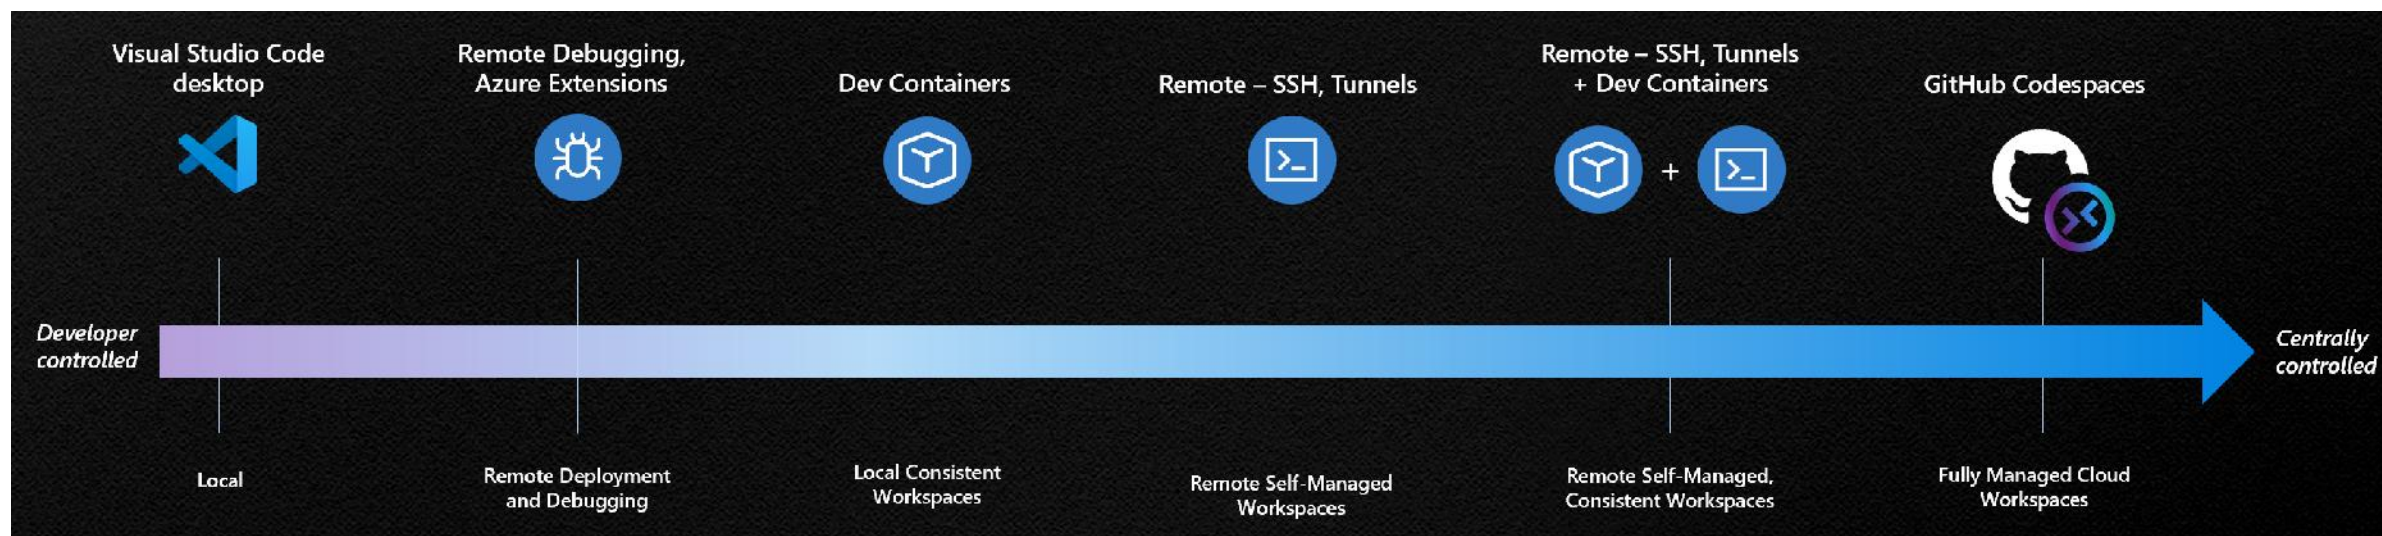 Visual Studio Code
desktop
Remote Debugging,
Azure Extensions
Dev Containers
Remote – SSH, Tunnels
Remote – SSH, Tunnels
+ Dev Containers
GitHub Codespaces
+
Developer
controlled
Centrally
controlled
Local
Remote Deployment
and Debugging
Local Consistent
Workspaces
Remote Self-Managed
Workspaces
Remote Self-Managed,
Consistent Workspaces
Fully Managed Cloud
Workspaces